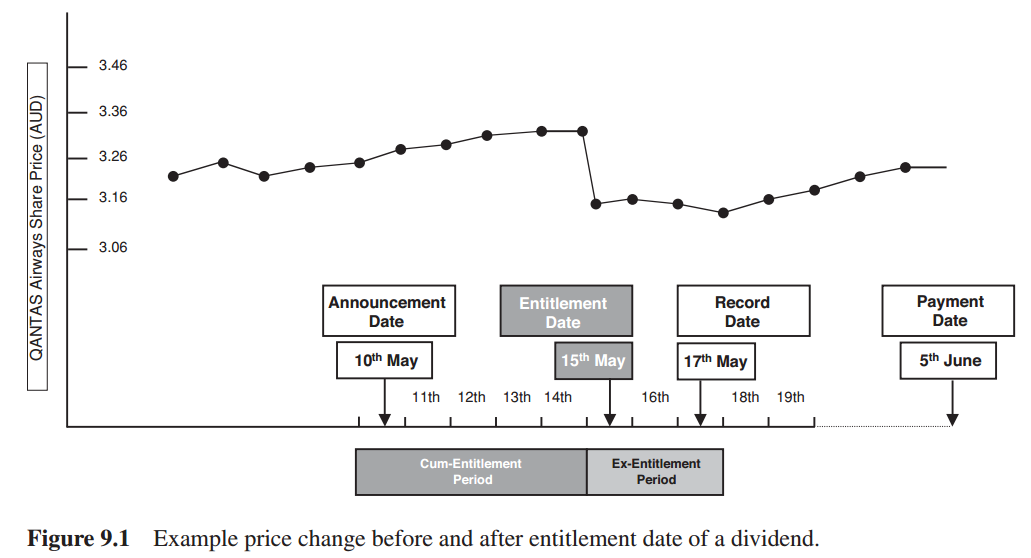 QANTAS Airways Share Price (AUD)
3.46
3.36
3.26
3.16
3.06
Announcement
Date
Entitlement
Date
Record
Date
Payment
Date
10th May
15th May
17th May
5th June
11th 12th 13th 14th 16th 18th 19th
Cum-Entitlement
Period
Ex-Entitlement
Period
Figure 9.1 Example price change before and after entitlement date of a dividend.